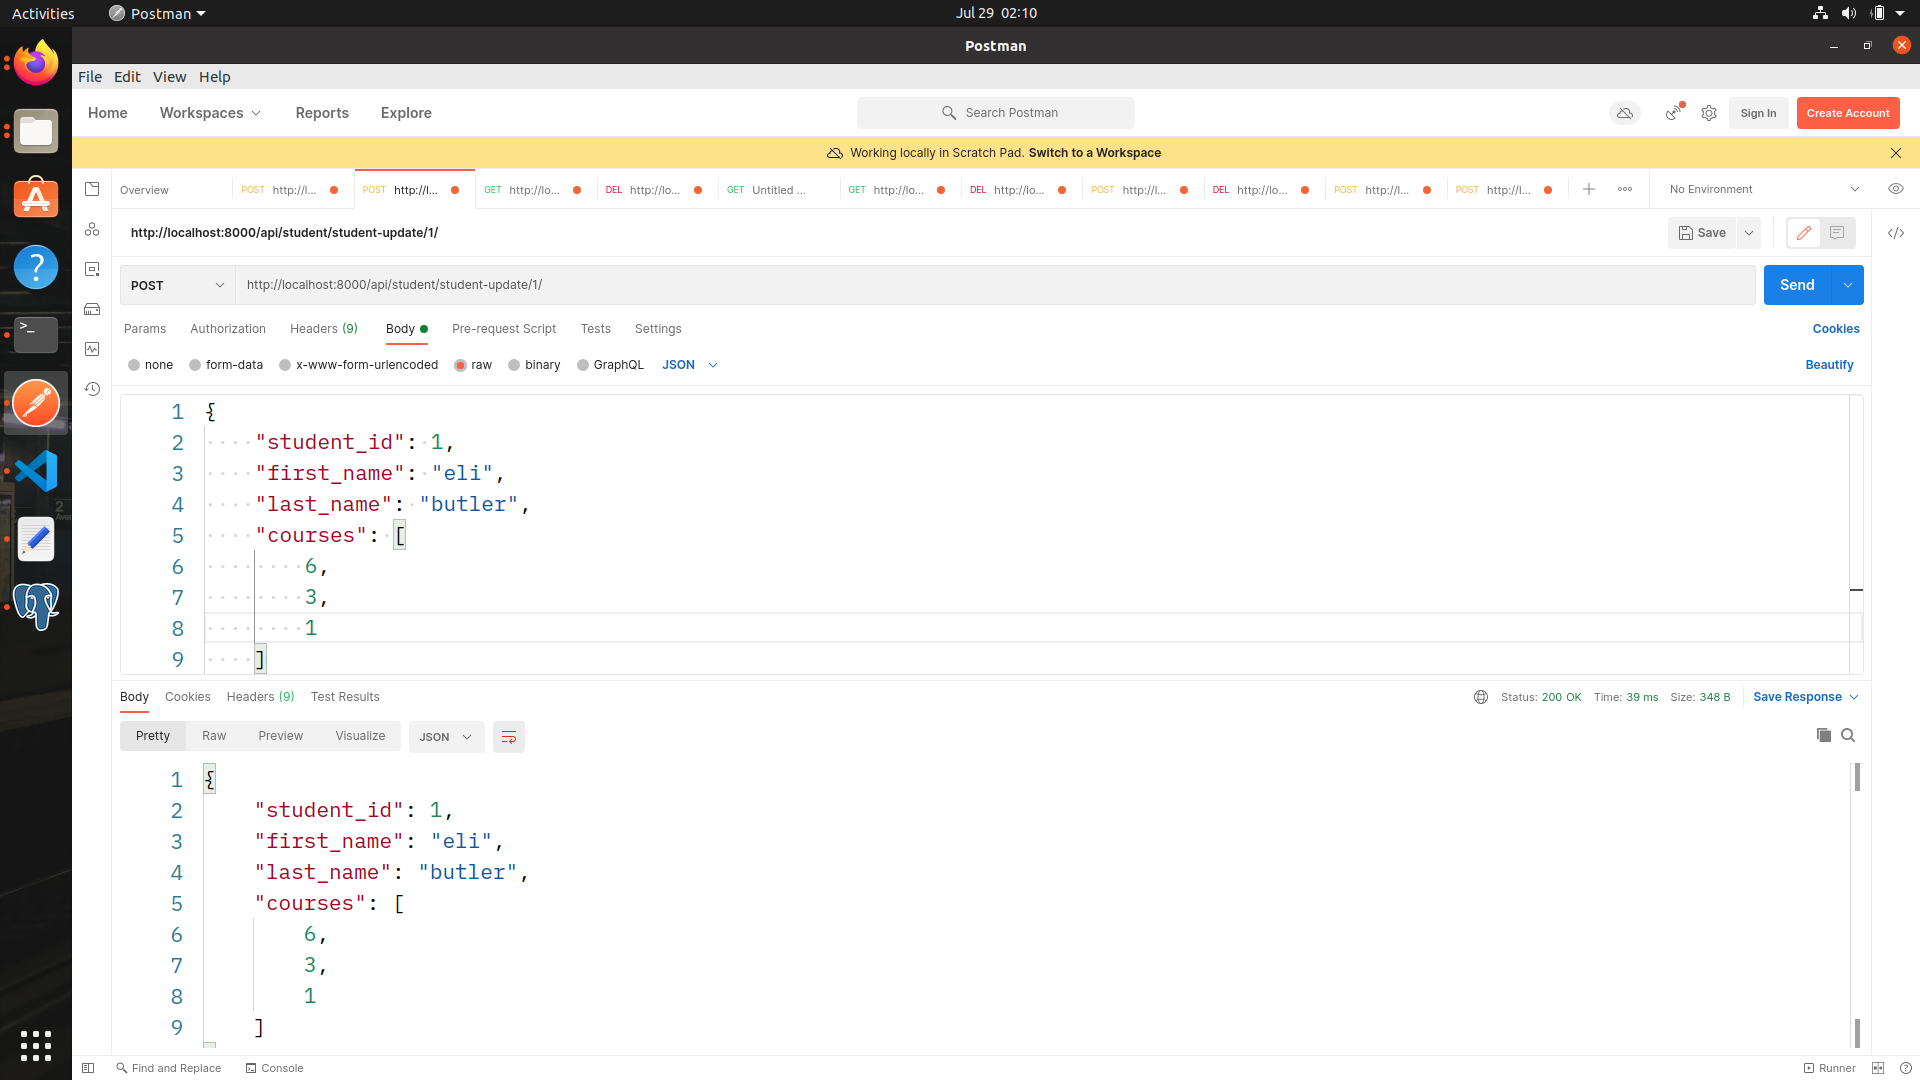 Activities Postman Jul 29 02:10
Postman
File Edit View Help
Home Workspaces Reports Explore Search Postman Sign In Create Account
Working locally in Scratch Pad. Switch to a Workspace
Overview POST http://l... POST http://l... GET http://lo... DEL http://lo... GET Untitled ... GET http://lo... DEL http://lo... POST http://l... DEL http://lo... POST http://l... POST http://l... No Environment
http://localhost:8000/api/student/student-update/1/ Save
POST http://localhost:8000/api/student/student-update/1/ Send
Params Authorization Headers (9) Body Pre-request Script Tests Settings Cookies
none form-data x-www-form-urlencoded raw binary GraphQL JSON Beautify
1 {
2 "student_id": 1,
3 "first_name": "eli",
4 "last_name": "butler",
5 "courses": [
6 6,
7 3,
8 1
9 ]
Body Cookies Headers (9) Test Results Status: 200 OK Time: 39 ms Size: 348 B Save Response
Pretty Raw Preview Visualize JSON
1 {
2 "student_id": 1,
3 "first_name": "eli",
4 "last_name": "butler",
5 "courses": [
6 6,
7 3,
8 1
9 ]
Find and Replace Console Runner